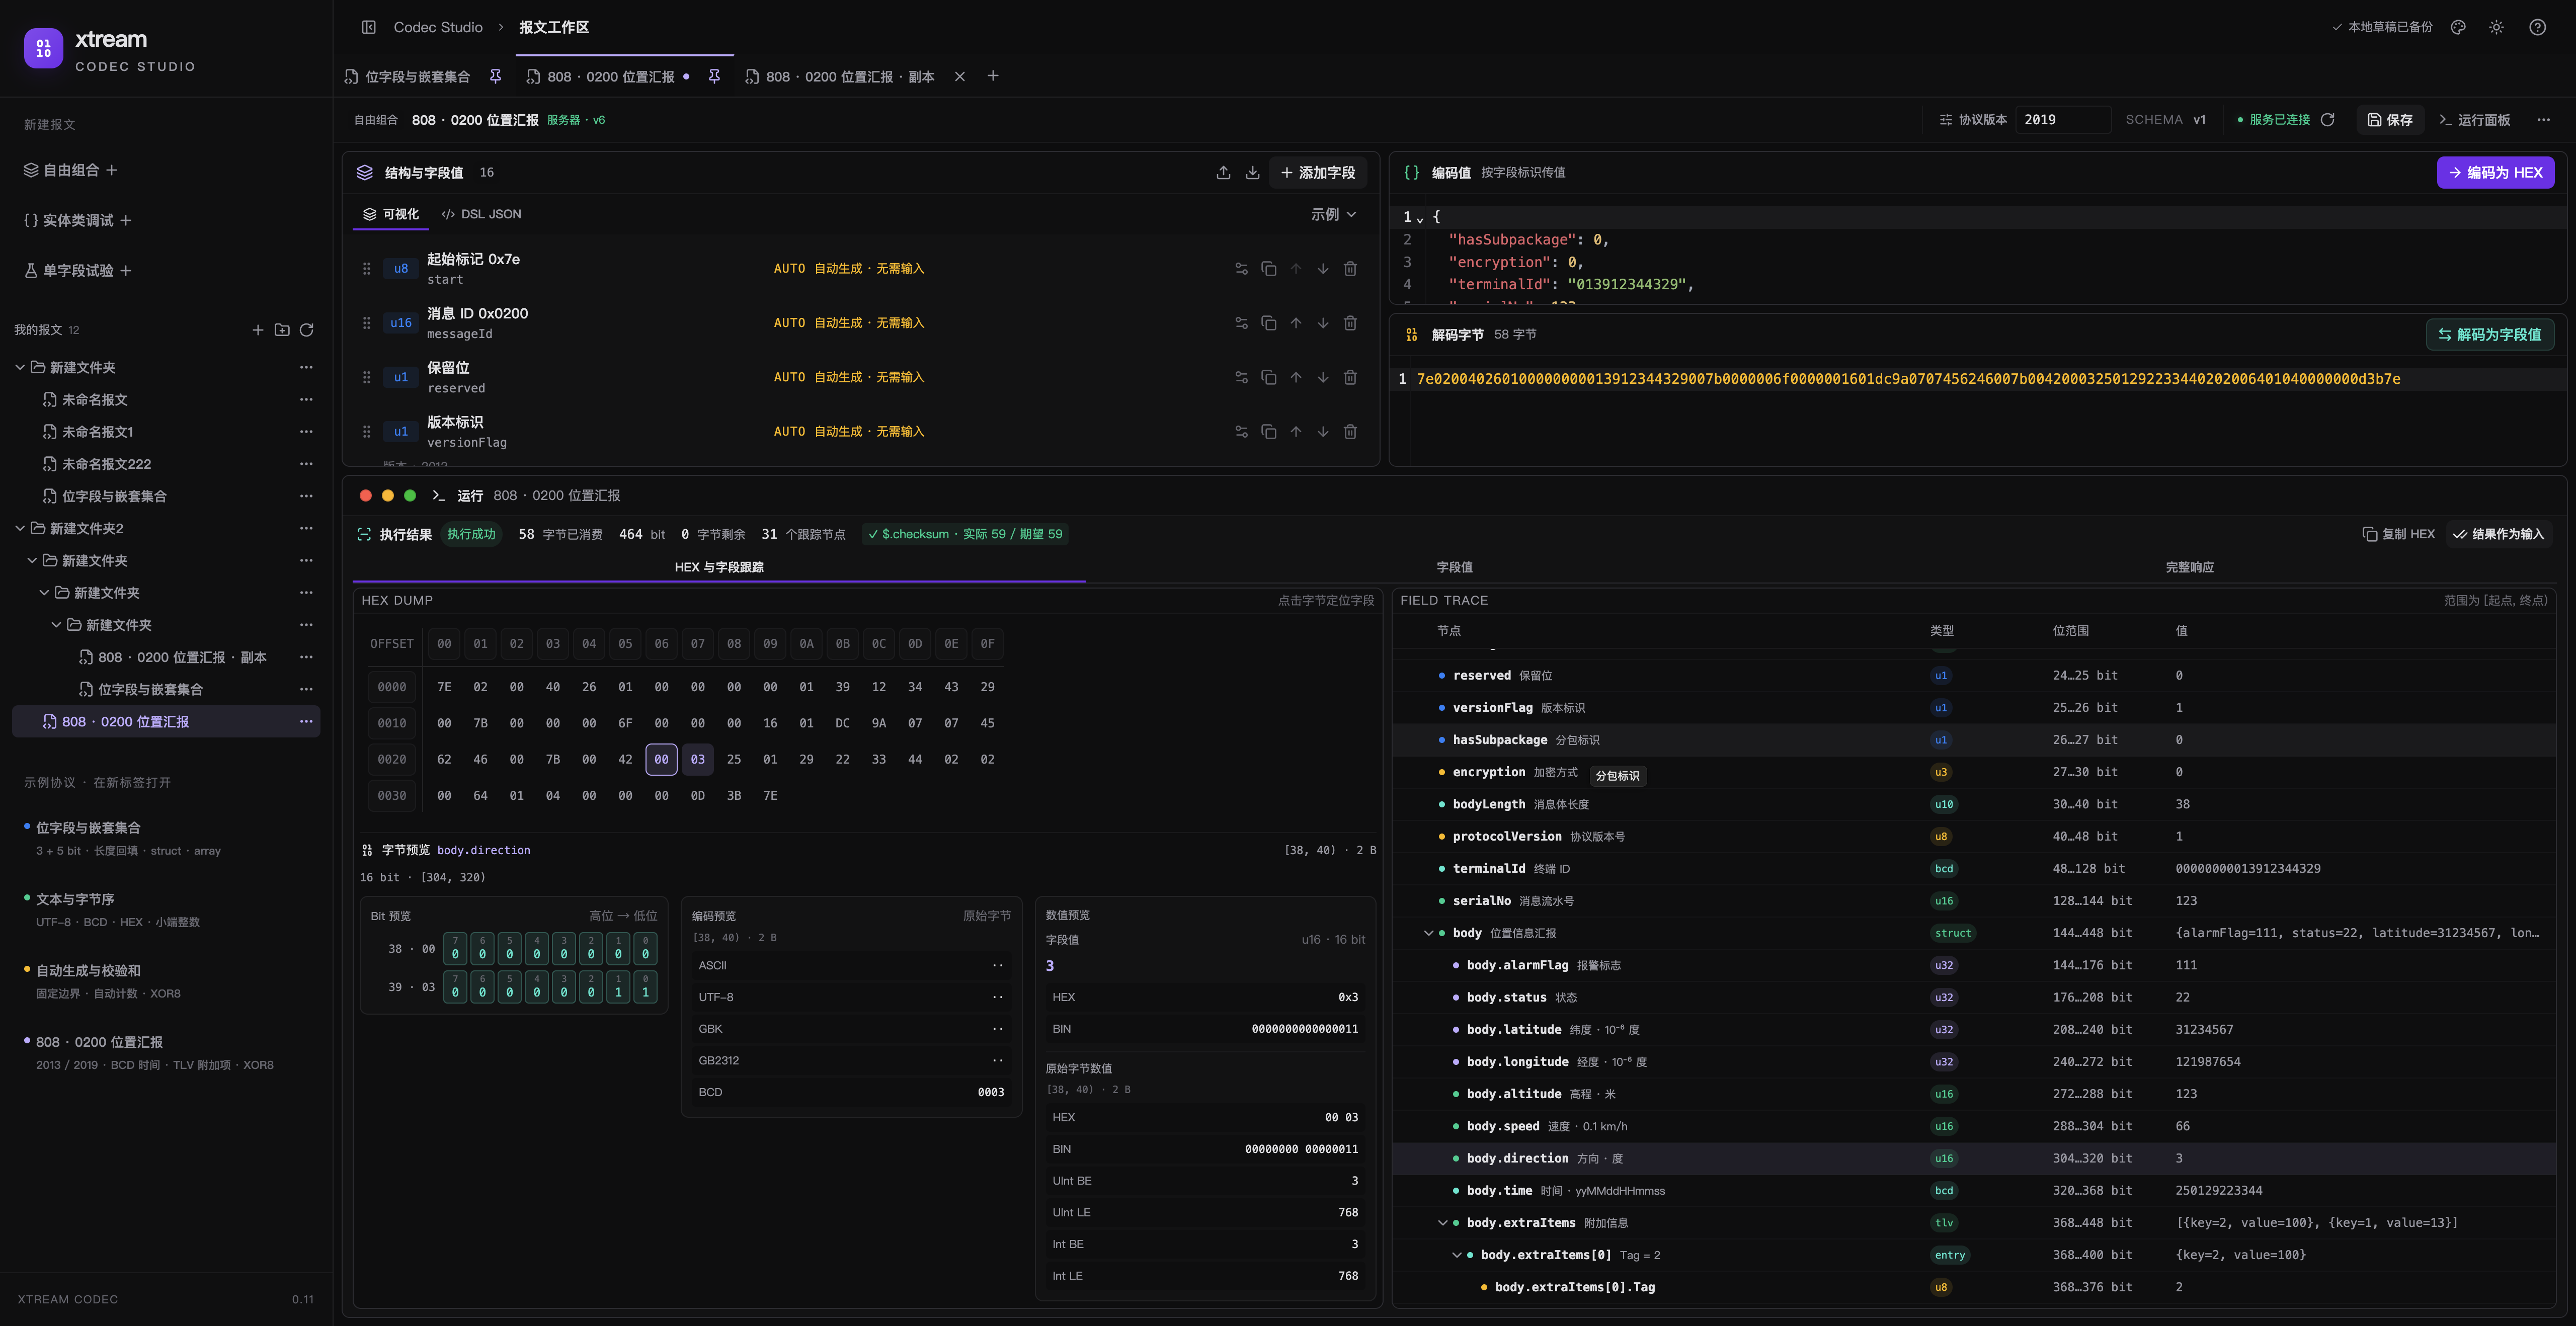 01
10
xtream
CODEC STUDIO
Codec Studio › 报文工作区
本地草稿已备份
位字段与嵌套集合
808 · 0200 位置汇报
808 · 0200 位置汇报 · 副本
自由组合 808 · 0200 位置汇报 服务器 · v6
协议版本 2019 SCHEMA v1 服务已连接 保存 运行面板
新建报文
自由组合
{} 实体类调试
单字段试验
我的报文 12
新建文件夹
未命名报文
未命名报文1
未命名报文222
位字段与嵌套集合
新建文件夹2
新建文件夹
新建文件夹
新建文件夹
808 · 0200 位置汇报 · 副本
位字段与嵌套集合
808 · 0200 位置汇报
示例协议 · 在新标签打开
位字段与嵌套集合
3 + 5 bit · 长度回填 · struct · array
文本与字节序
UTF-8 · BCD · HEX · 小端整数
自动生成与校验和
固定边界 · 自动计数 · XOR8
808 · 0200 位置汇报
2013 / 2019 · BCD 时间 · TLV 附加项 · XOR8
XTREAM CODEC 0.11
结构与字段值 16 添加字段
可视化 </> DSL JSON 示例
u8 起始标记 0x7e AUTO 自动生成 · 无需输入
start
u16 消息 ID 0x0200 AUTO 自动生成 · 无需输入
messageId
u1 保留位 AUTO 自动生成 · 无需输入
reserved
u1 版本标识 AUTO 自动生成 · 无需输入
versionFlag
{} 编码值 按字段标识传值 → 编码为 HEX
1 {
2 "hasSubpackage": 0,
3 "encryption": 0,
4 "terminalId": "013912344329",
解码字节 58 字节 解码为字段值
1 7e0200402601000000000139123443290​07b0000006f0000001601dc9a0707456246007b0042000325012922334402020064010400000​00d3b7e
>_ 运行 808 · 0200 位置汇报
执行结果 执行成功 58 字节已消费 464 bit 0 字节剩余 31 个跟踪节点 ✓ $.checksum · 实际 59 / 期望 59 复制 HEX 结果作为输入
HEX 与字段跟踪 字段值 完整响应
HEX DUMP 点击字节定位字段
OFFSET 00 01 02 03 04 05 06 07 08 09 0A 0B 0C 0D 0E 0F
0000 7E 02 00 40 26 01 00 00 00 00 01 39 12 34 43 29
0010 00 7B 00 00 00 6F 00 00 00 16 01 DC 9A 07 07 45
0020 62 46 00 7B 00 42 00 03 25 01 29 22 33 44 02 02
0030 00 64 01 04 00 00 00 0D 3B 7E
字节预览 body.direction [38, 40) · 2 B
16 bit · [304, 320)
Bit 预览 高位 → 低位
7 6 5 4 3 2 1 0
38 · 00 0 0 0 0 0 0 0 0
7 6 5 4 3 2 1 0
39 · 03 0 0 0 0 0 0 1 1
编码预览 原始字节
[38, 40) · 2 B
ASCII ··
UTF-8 ··
GBK ··
GB2312 ··
BCD 0003
数值预览
字段值 u16 · 16 bit
3
HEX 0x3
BIN 0000000000000011
原始字节数值
[38, 40) · 2 B
HEX 00 03
BIN 00000000 00000011
UInt BE 3
UInt LE 768
Int BE 3
Int LE 768
FIELD TRACE 范围为 [起点, 终点)
节点 类型 位范围 值
reserved 保留位 u1 24…25 bit 0
versionFlag 版本标识 u1 25…26 bit 1
hasSubpackage 分包标识 u1 26…27 bit 0
encryption 加密方式 u3 27…30 bit 0
分包标识
bodyLength 消息体长度 u10 30…40 bit 38
protocolVersion 协议版本号 u8 40…48 bit 1
terminalId 终端 ID bcd 48…128 bit 00000000013912344329
serialNo 消息流水号 u16 128…144 bit 123
body 位置信息汇报 struct 144…448 bit {alarmFlag=111, status=22, latitude=31234567, lon…
body.alarmFlag 报警标志 u32 144…176 bit 111
body.status 状态 u32 176…208 bit 22
body.latitude 纬度 · 10⁻⁶ 度 u32 208…240 bit 31234567
body.longitude 经度 · 10⁻⁶ 度 u32 240…272 bit 121987654
body.altitude 高程 · 米 u16 272…288 bit 123
body.speed 速度 · 0.1 km/h u16 288…304 bit 66
body.direction 方向 · 度 u16 304…320 bit 3
body.time 时间 · yyMMddHHmmss bcd 320…368 bit 250129223344
body.extraItems 附加信息 tlv 368…448 bit [{key=2, value=100}, {key=1, value=13}]
body.extraItems[0] Tag = 2 entry 368…400 bit {key=2, value=100}
body.extraItems[0].Tag u8 368…376 bit 2